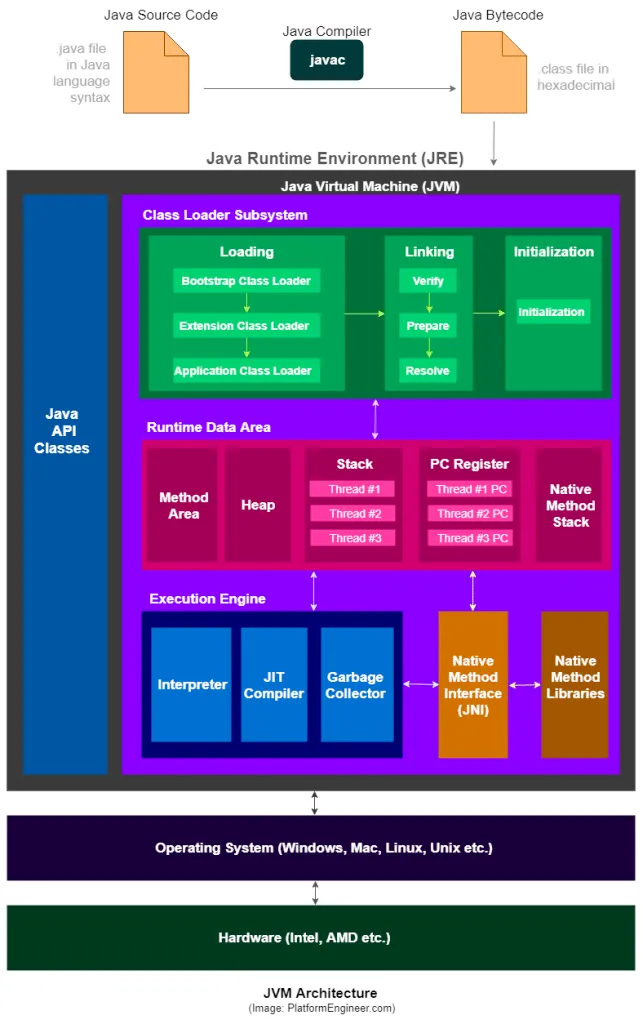 Java Source Code
Java Compiler
Java Bytecode
.java file
in Java
language
syntax
javac
.class file in
hexadecimal
Java Runtime Environment (JRE)
Java Virtual Machine (JVM)
Java
API
Classes
Class Loader Subsystem
Loading
Bootstrap Class Loader
Extension Class Loader
Application Class Loader
Linking
Verify
Prepare
Resolve
Initialization
Initialization
Runtime Data Area
Method
Area
Heap
Stack
Thread #1
Thread #2
Thread #3
PC Register
Thread #1 PC
Thread #2 PC
Thread #3 PC
Native
Method
Stack
Execution Engine
Interpreter
JIT
Compiler
Garbage
Collector
Native
Method
Interface
(JNI)
Native
Method
Libraries
Operating System (Windows, Mac, Linux, Unix etc.)
Hardware (Intel, AMD etc.)
JVM Architecture
(Image: PlatformEngineer.com)